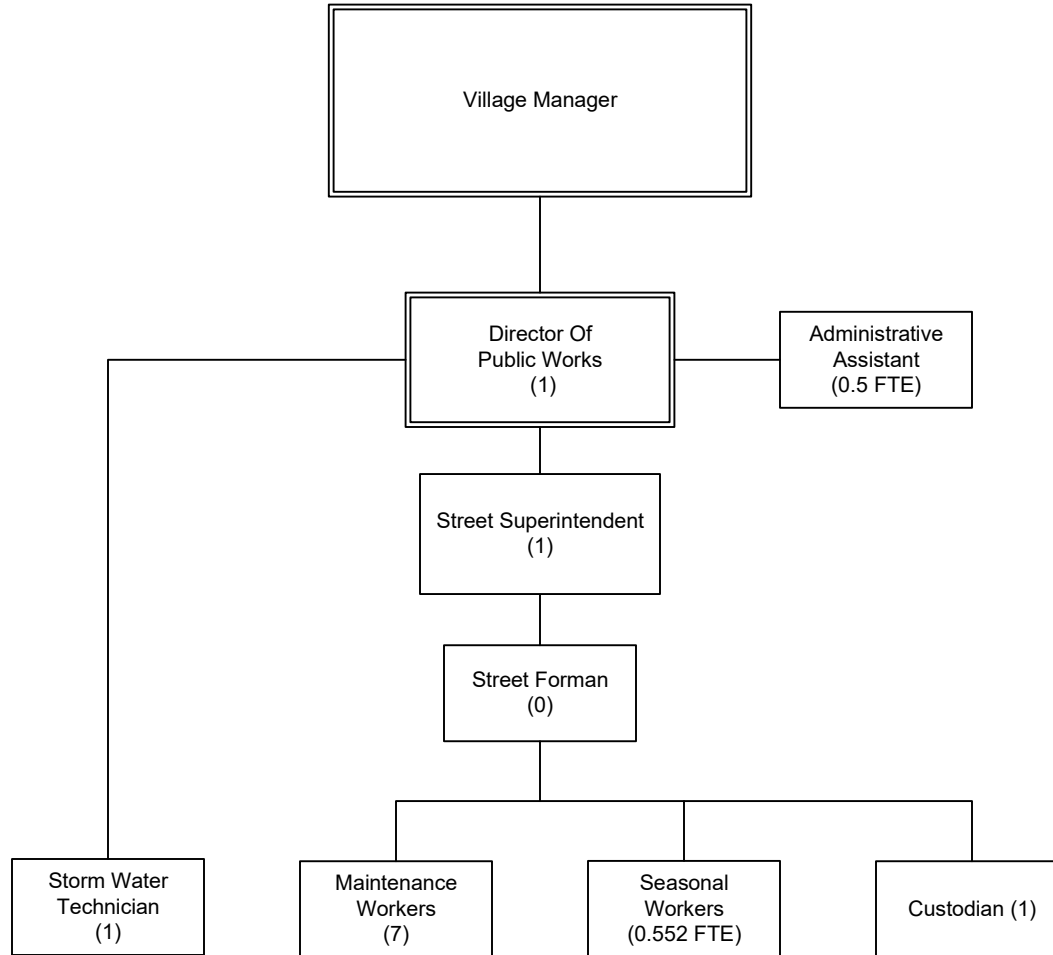 Village Manager
Director Of
Public Works
(1)
Administrative
Assistant
(0.5 FTE)
Street Superintendent
(1)
Street Forman
(0)
Storm Water
Technician
(1)
Maintenance
Workers
(7)
Seasonal
Workers
(0.552 FTE)
Custodian (1)